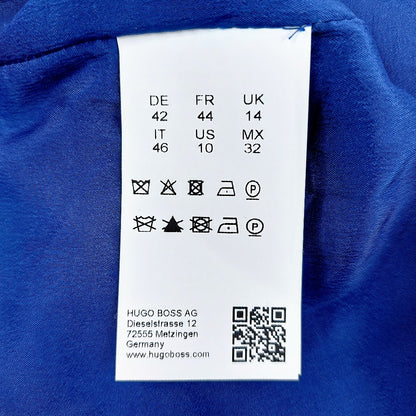 DE FR UK
42 44 14
IT US MX
46 10 32
P
P
HUGO BOSS AG
Dieselstrasse 12
72555 Metzingen
Germany
www.hugoboss.com